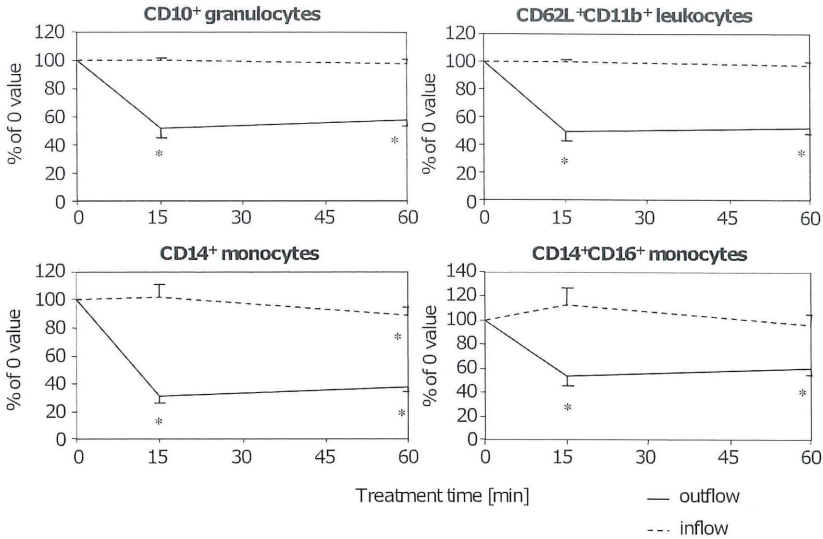 CD10⁺ granulocytes
% of 0 value
120
100
80
60
40
20
0
0 15 30 45 60
*
*
CD62L⁺CD11b⁺ leukocytes
% of 0 value
120
100
80
60
40
20
0
0 15 30 45 60
*
*
CD14⁺ monocytes
% of 0 value
120
100
80
60
40
20
0
0 15 30 45 60
*
*
*
CD14⁺CD16⁺ monocytes
% of 0 value
140
120
100
80
60
40
20
0
0 15 30 45 60
*
*
Treatment time [min]
outflow
inflow